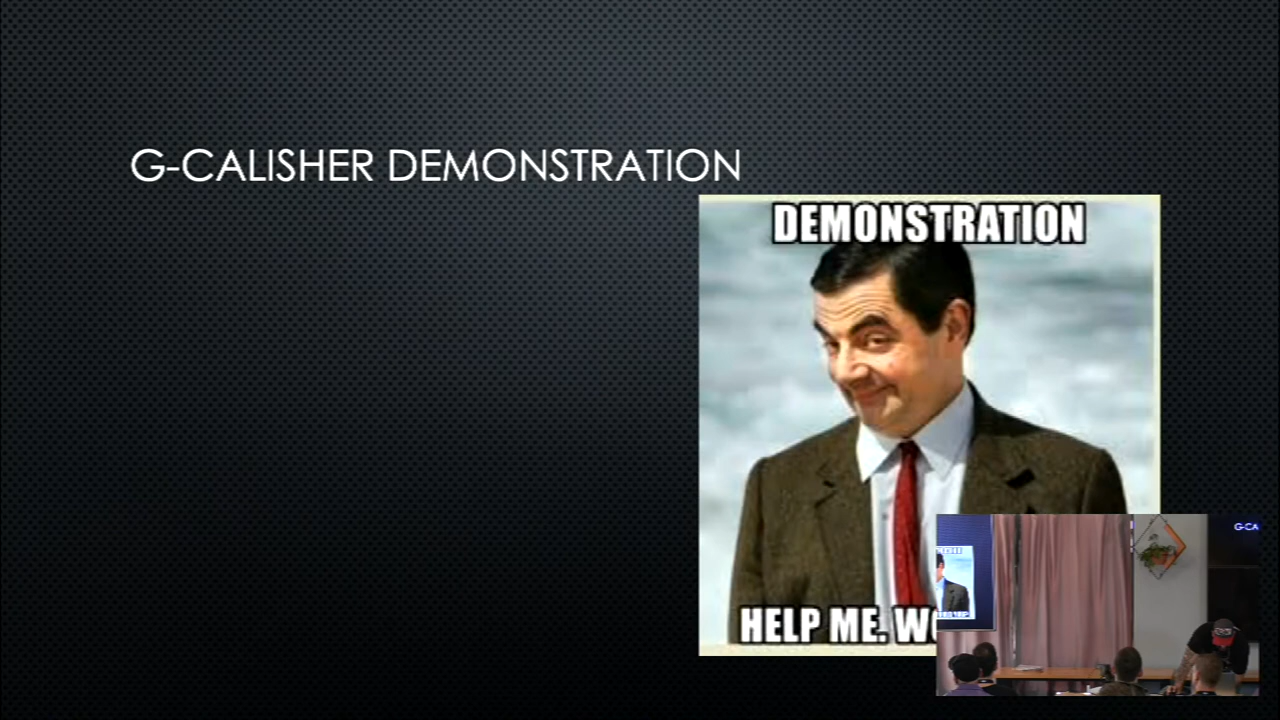 G-CALISHER DEMONSTRATION
DEMONSTRATION
HELP ME.
G-CA